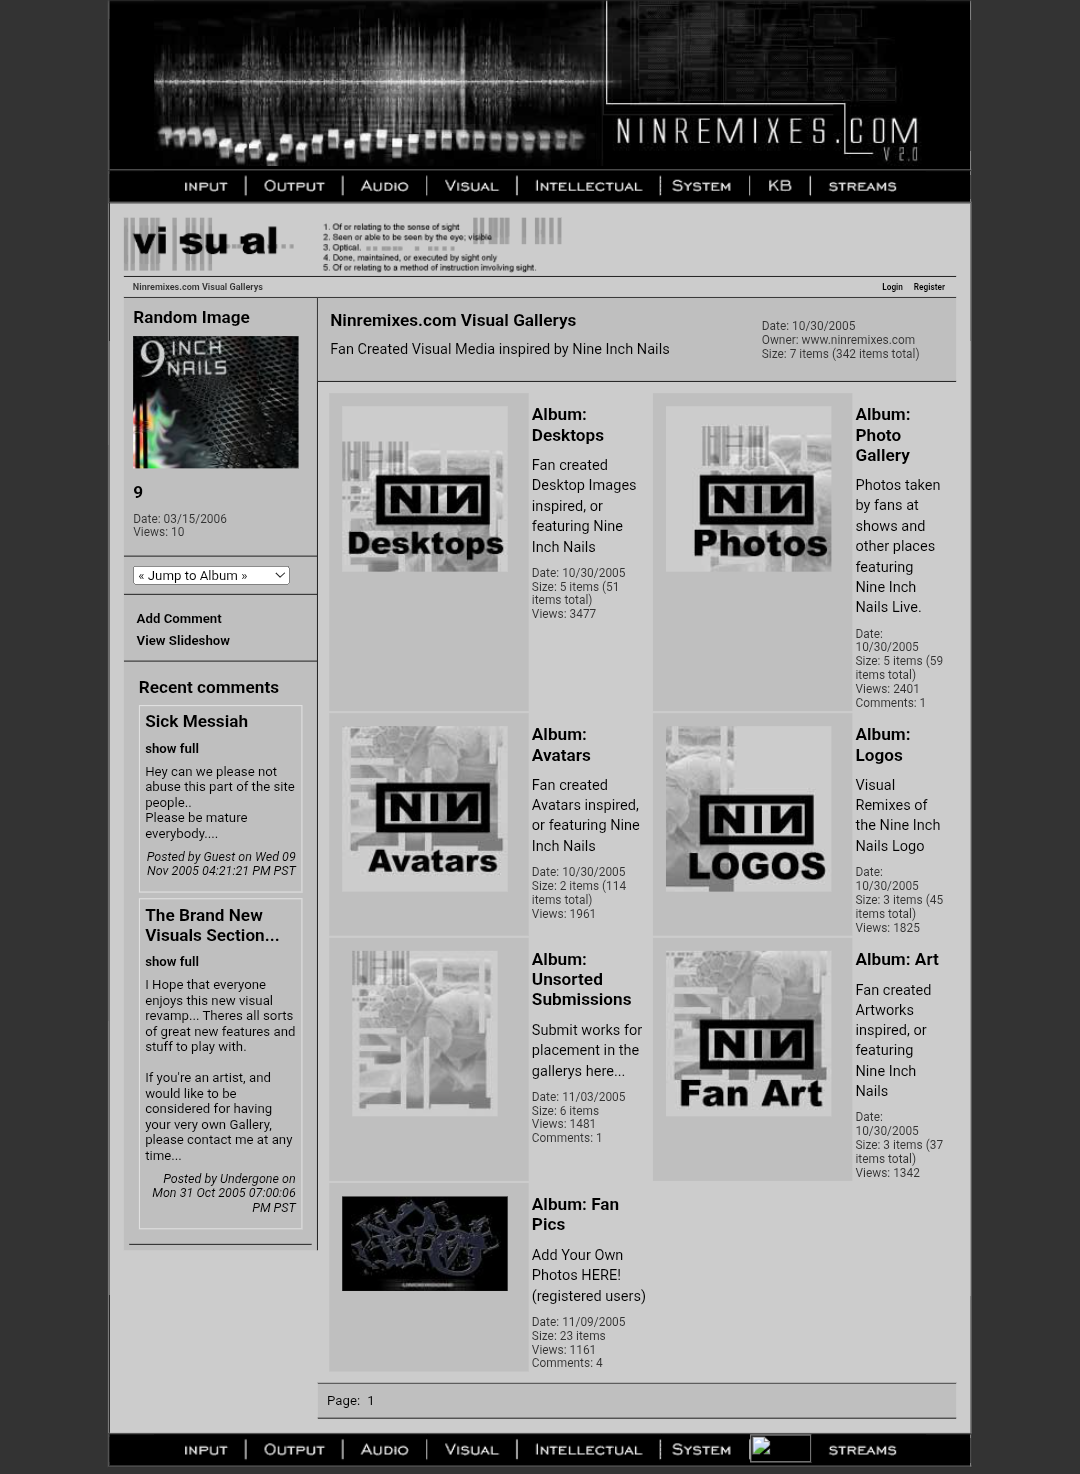 NINREMIXES.COM
V 2.0
INPUT OUTPUT AUDIO VISUAL INTELLECTUAL SYSTEM KB STREAMS
vi su al
1. Of or relating to the sense of sight
2. Seen or able to be seen by the eye; visible
3. Optical.
4. Done, maintained, or executed by sight only
5. Of or relating to a method of instruction involving sight.
Ninremixes.com Visual Gallerys
Login Register
Random Image
9 INCH
NAILS
9
Date: 03/15/2006
Views: 10
« Jump to Album »
Add Comment
View Slideshow
Recent comments
Sick Messiah
show full
Hey can we please not
abuse this part of the site
people..
Please be mature
everybody....
Posted by Guest on Wed 09
Nov 2005 04:21:21 PM PST
The Brand New
Visuals Section...
show full
I Hope that everyone
enjoys this new visual
revamp... Theres all sorts
of great new features and
stuff to play with.
If you're an artist, and
would like to be
considered for having
your very own Gallery,
please contact me at any
time...
Posted by Undergone on
Mon 31 Oct 2005 07:00:06
PM PST
Ninremixes.com Visual Gallerys
Fan Created Visual Media inspired by Nine Inch Nails
Date: 10/30/2005
Owner: www.ninremixes.com
Size: 7 items (342 items total)
NIN
Desktops
Album:
Desktops
Fan created
Desktop Images
inspired, or
featuring Nine
Inch Nails
Date: 10/30/2005
Size: 5 items (51
items total)
Views: 3477
NIN
Photos
Album:
Photo
Gallery
Photos taken
by fans at
shows and
other places
featuring
Nine Inch
Nails Live.
Date:
10/30/2005
Size: 5 items (59
items total)
Views: 2401
Comments: 1
NIN
Avatars
Album:
Avatars
Fan created
Avatars inspired,
or featuring Nine
Inch Nails
Date: 10/30/2005
Size: 2 items (114
items total)
Views: 1961
NIN
LOGOS
Album:
Logos
Visual
Remixes of
the Nine Inch
Nails Logo
Date:
10/30/2005
Size: 3 items (45
items total)
Views: 1825
Album:
Unsorted
Submissions
Submit works for
placement in the
gallerys here...
Date: 11/03/2005
Size: 6 items
Views: 1481
Comments: 1
NIN
Fan Art
Album: Art
Fan created
Artworks
inspired, or
featuring
Nine Inch
Nails
Date:
10/30/2005
Size: 3 items (37
items total)
Views: 1342
Album: Fan
Pics
Add Your Own
Photos HERE!
(registered users)
Date: 11/09/2005
Size: 23 items
Views: 1161
Comments: 4
Page: 1
INPUT OUTPUT AUDIO VISUAL INTELLECTUAL SYSTEM STREAMS